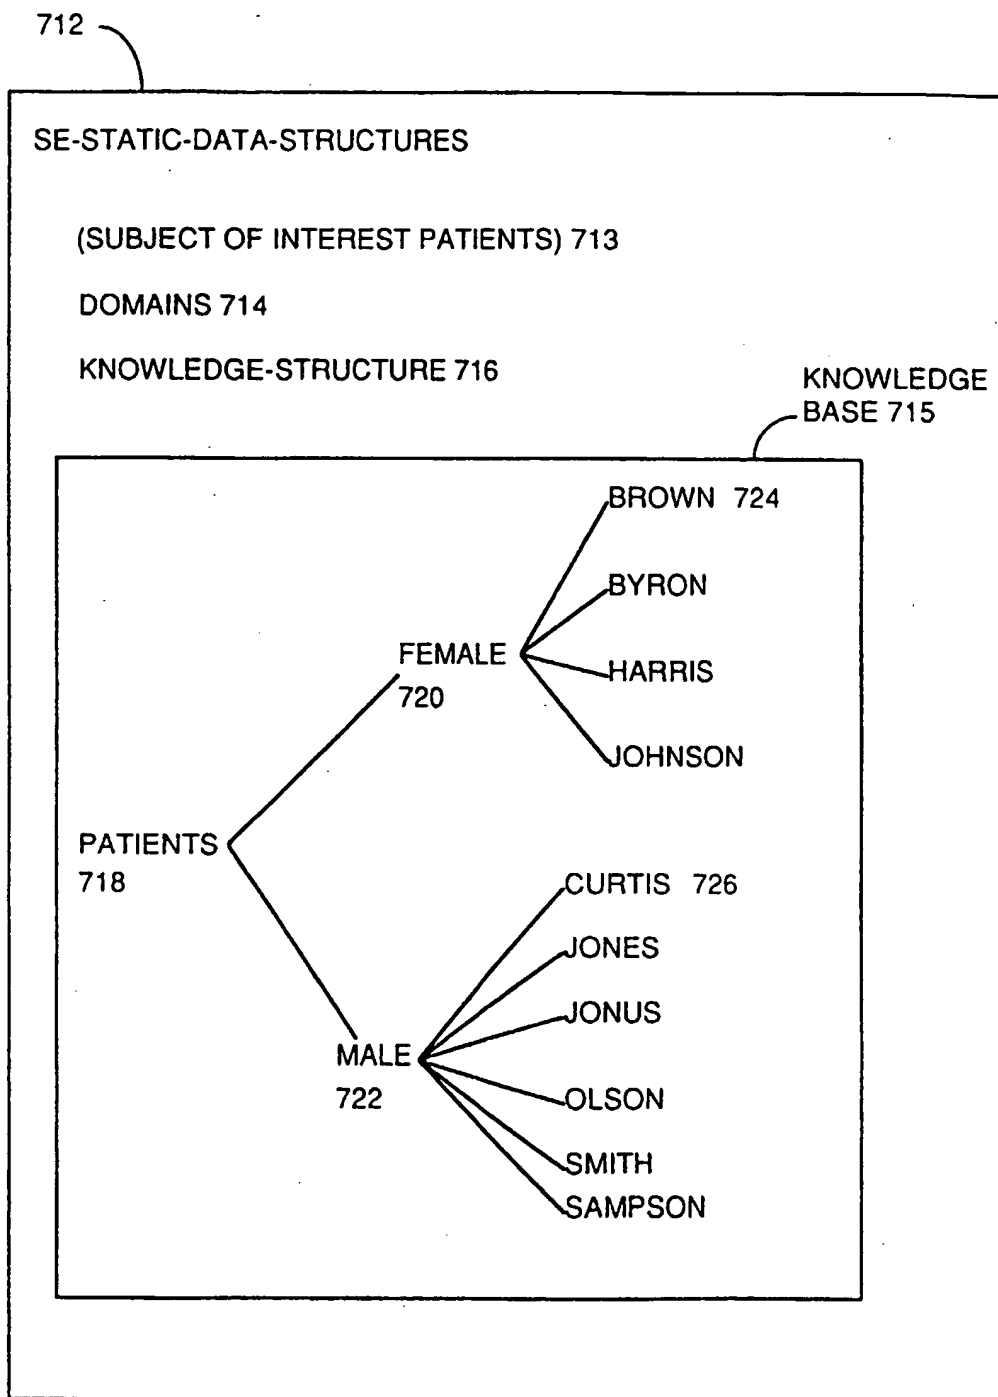 712
SE-STATIC-DATA-STRUCTURES
(SUBJECT OF INTEREST PATIENTS) 713
DOMAINS 714
KNOWLEDGE-STRUCTURE 716
KNOWLEDGE
BASE 715
BROWN 724
BYRON
FEMALE
720
HARRIS
JOHNSON
PATIENTS
718
CURTIS 726
JONES
JONUS
MALE
722
OLSON
SMITH
SAMPSON